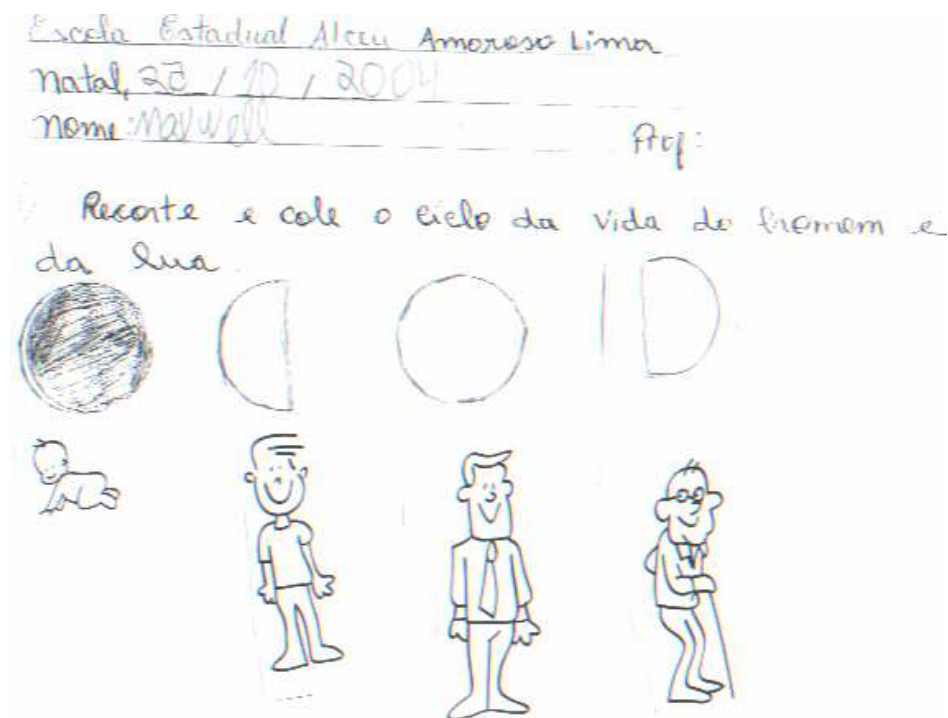 Escola Estadual Alceu Amoroso Lima
Natal, / 10 / 2004
nome: Maxwell
Prof:
Recorte e cole o ciclo da vida do homem e
da lua.